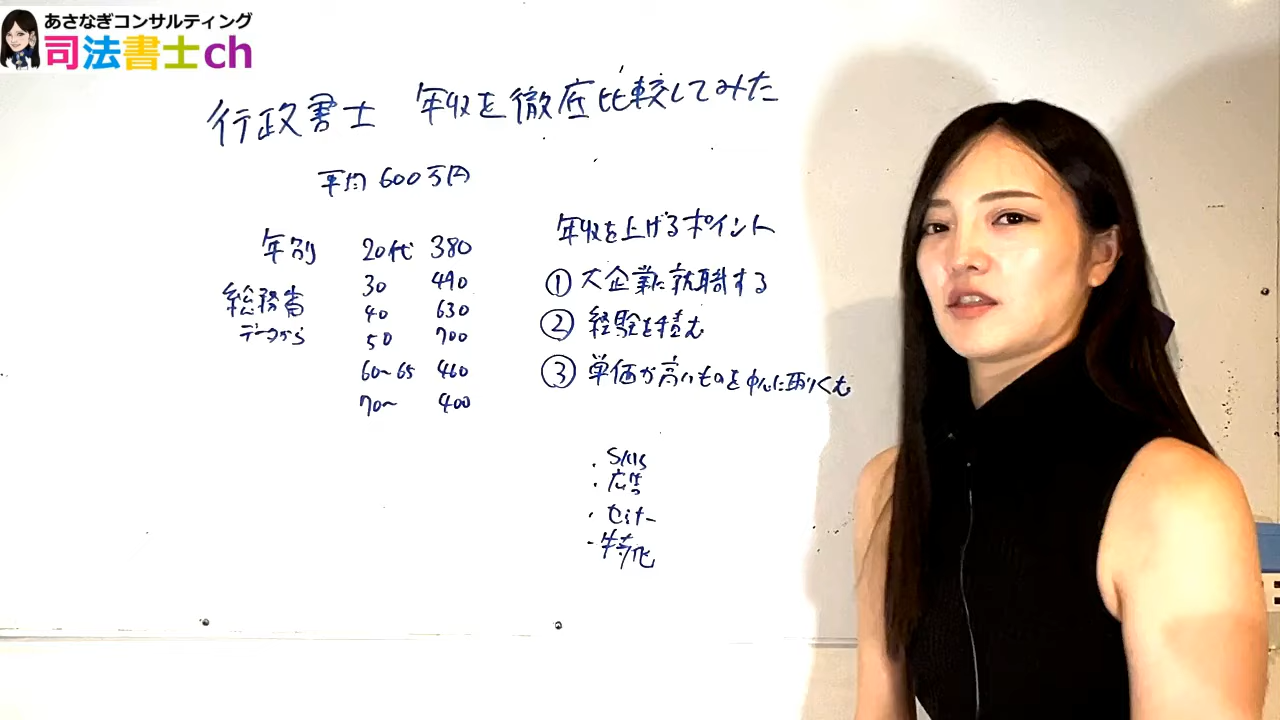 あさなぎコンサルティング
司法書士ch
行政書士 年収を徹底比較してみた
平均 600万円
年別 20代 380
30 490
40 630
50 700
60~65 460
70~ 400
総務省
データから
年収を上げるポイント
① 大企業に就職する
② 経験を積む
③ 単価が高いものを中心に取りくむ
・SNS
・広告
・セミナー
・特化